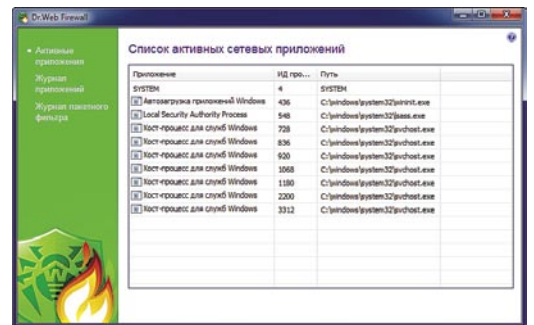 Dr.Web Firewall
Активные приложения
Журнал приложений
Журнал пакетного фильтра
Список активных сетевых приложений
Приложение ИД про... Путь
SYSTEM 4 SYSTEM
Автозагрузка приложений Windows 436 C:\windows\system32\wininit.exe
Local Security Authority Process 548 C:\windows\system32\lsass.exe
Хост-процесс для служб Windows 728 C:\windows\system32\svchost.exe
Хост-процесс для служб Windows 836 C:\windows\system32\svchost.exe
Хост-процесс для служб Windows 920 C:\windows\system32\svchost.exe
Хост-процесс для служб Windows 1068 C:\windows\system32\svchost.exe
Хост-процесс для служб Windows 1180 C:\windows\system32\svchost.exe
Хост-процесс для служб Windows 2200 C:\windows\system32\svchost.exe
Хост-процесс для служб Windows 3312 C:\windows\system32\svchost.exe